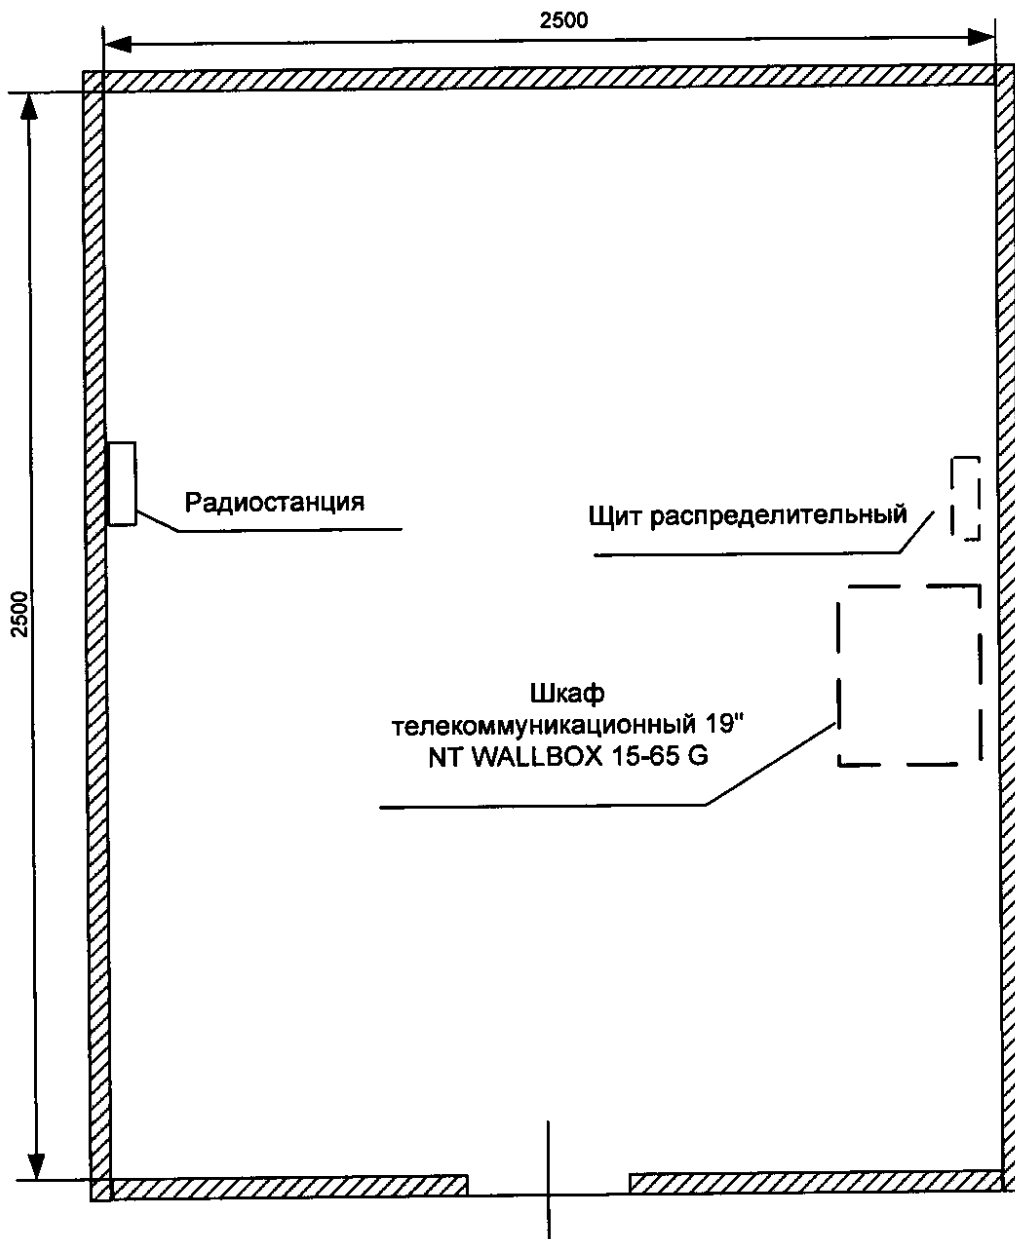 2500
Радиостанция
Щит распределительный
2500
Шкаф
телекоммуникационный 19"
NT WALLBOX 15-65 G